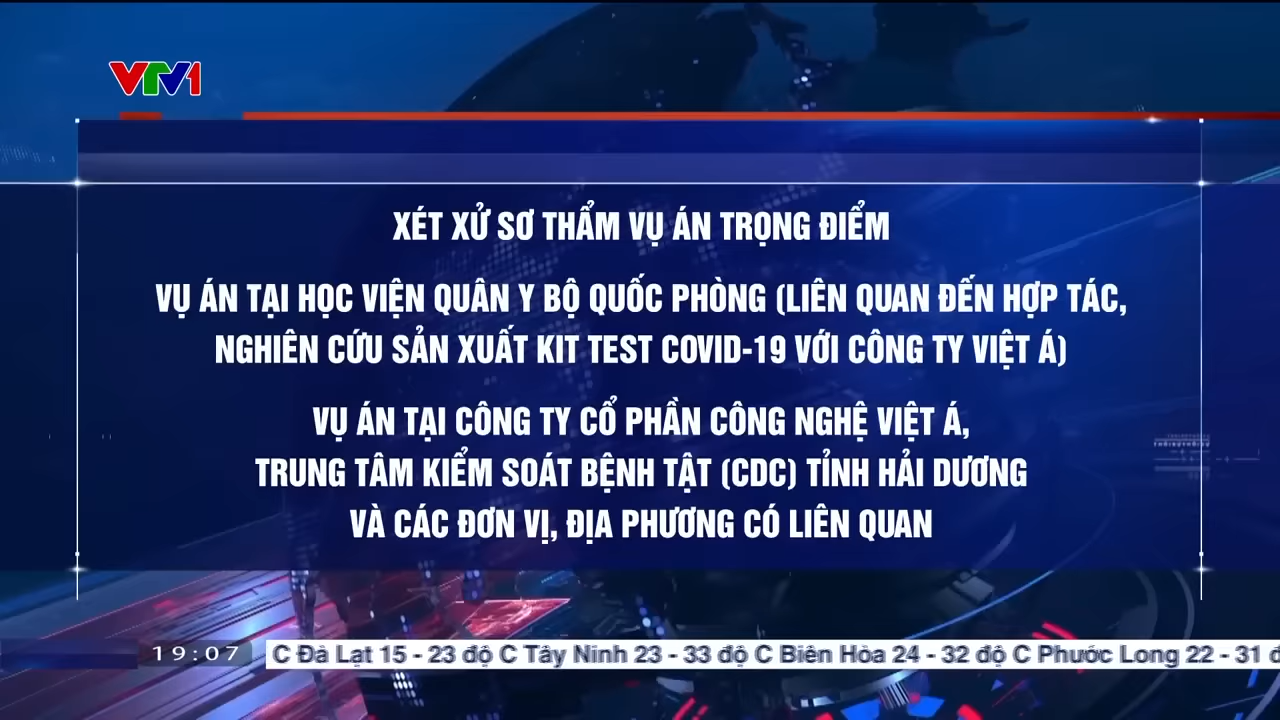 VTV1
XÉT XỬ SƠ THẨM VỤ ÁN TRỌNG ĐIỂM
VỤ ÁN TẠI HỌC VIỆN QUÂN Y BỘ QUỐC PHÒNG (LIÊN QUAN ĐẾN HỢP TÁC,
NGHIÊN CỨU SẢN XUẤT KIT TEST COVID-19 VỚI CÔNG TY VIỆT Á)
VỤ ÁN TẠI CÔNG TY CỔ PHẦN CÔNG NGHỆ VIỆT Á,
TRUNG TÂM KIỂM SOÁT BỆNH TẬT (CDC) TỈNH HẢI DƯƠNG
VÀ CÁC ĐƠN VỊ, ĐỊA PHƯƠNG CÓ LIÊN QUAN
19:07 C Đà Lạt 15 - 23 độ C Tây Ninh 23 - 33 độ C Biên Hòa 24 - 32 độ C Phước Long 22 - 31 đ